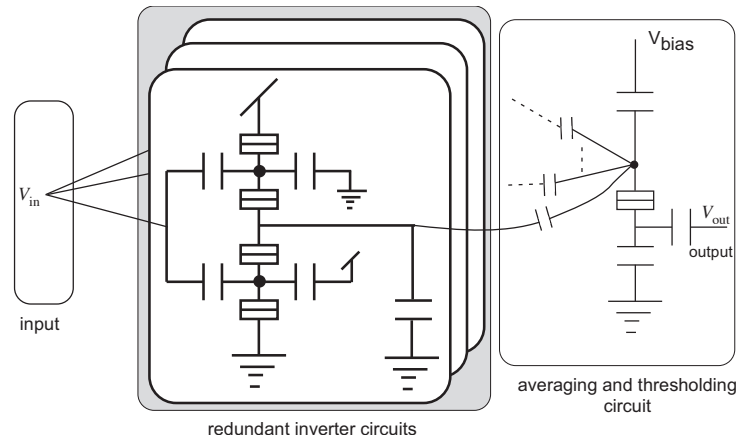 V_in
input
redundant inverter circuits
V_bias
V_out
output
averaging and thresholding
circuit